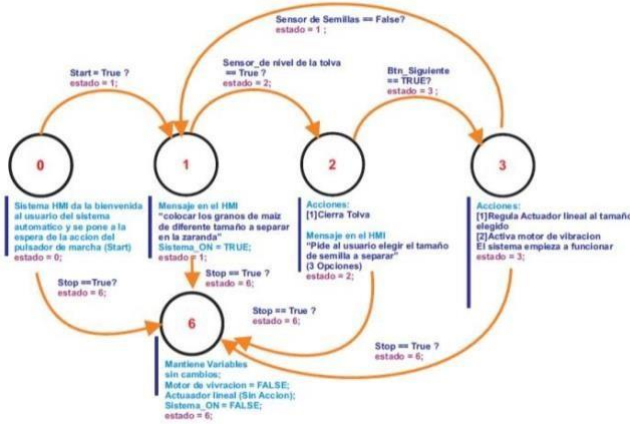 Sensor de Semillas == False?
estado = 1 ;
Start = True ?
estado = 1;
Sensor_de nivel de la tolva
== True ?
estado = 2;
Btn_Siguiente
== TRUE?
estado = 3 ;
0
1
2
3
Sistema HMI da la bienvenida
al usuario del sistema
automatico y se pone a la
espera de la accion del
pulsador de marcha (Start)
estado = 0;
Mensaje en el HMI
"colocar los granos de maiz
de diferente tamaño a separar
en la zaranda"
Sistema_ON = TRUE;
estado = 1;
Acciones:
[1]Cierra Tolva
Mensaje en el HMI
"Pide al usuario elegir el tamaño
de semilla a separar"
(3 Opciones)
estado = 2;
Acciones:
[1]Regula Actuador lineal al tamaño
elegido
[2]Activa motor de vibracion
El sistema empieza a funcionar
estado = 3;
Stop ==True?
estado = 6;
Stop == True ?
estado = 6;
Stop == True ?
estado = 6;
Stop == True ?
estado = 6;
6
Mantiene Variables
sin cambios;
Motor de vivracion = FALSE;
Actuaador lineal (Sin Accion);
Sistema_ON = FALSE;
estado = 6;